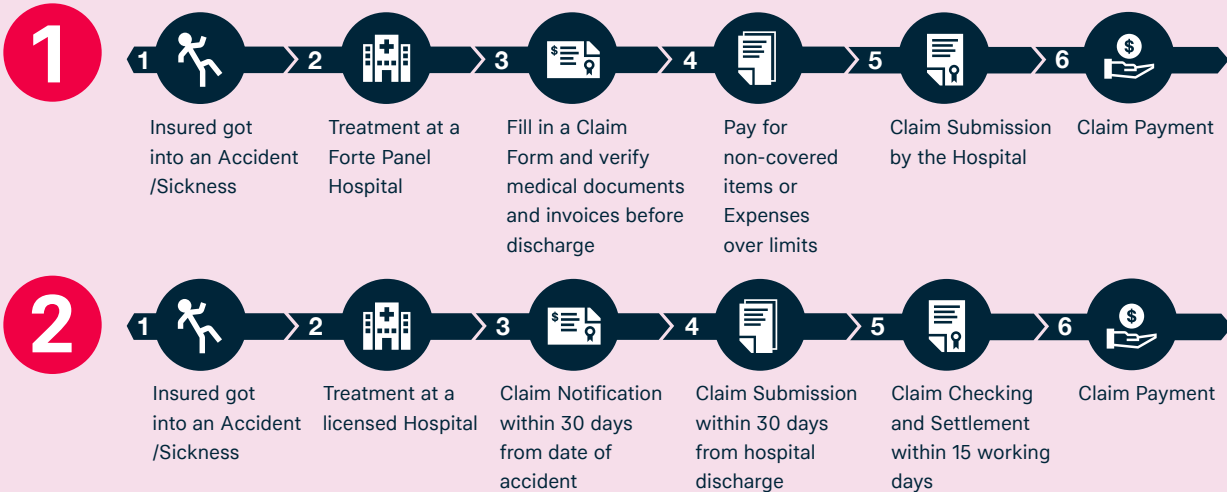 1
1 2 3 4 5 6
Insured got
into an Accident
/Sickness
Treatment at a
Forte Panel
Hospital
Fill in a Claim
Form and verify
medical documents
and invoices before
discharge
Pay for
non-covered
items or
Expenses
over limits
Claim Submission
by the Hospital
Claim Payment
2
1 2 3 4 5 6
Insured got
into an Accident
/Sickness
Treatment at a
licensed Hospital
Claim Notification
within 30 days
from date of
accident
Claim Submission
within 30 days
from hospital
discharge
Claim Checking
and Settlement
within 15 working
days
Claim Payment